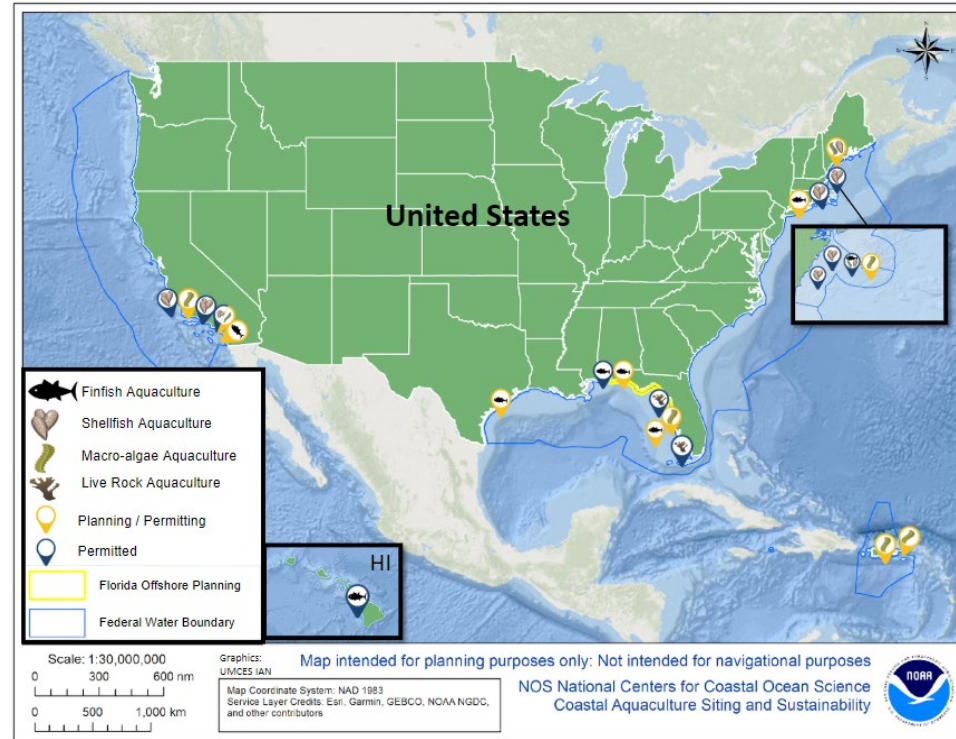 N
United States
Finfish Aquaculture
Shellfish Aquaculture
Macro-algae Aquaculture
Live Rock Aquaculture
Planning / Permitting
Permitted
Florida Offshore Planning
Federal Water Boundary
HI
Scale: 1:30,000,000
0 300 600 nm
0 500 1,000 km
Graphics:
UMCES IAN
Map Coordinate System: NAD 1983
Service Layer Credits: Esri, Garmin, GEBCO, NOAA NGDC,
and other contributors
Map intended for planning purposes only: Not intended for navigational purposes
NOS National Centers for Coastal Ocean Science
Coastal Aquaculture Siting and Sustainability
NOAA